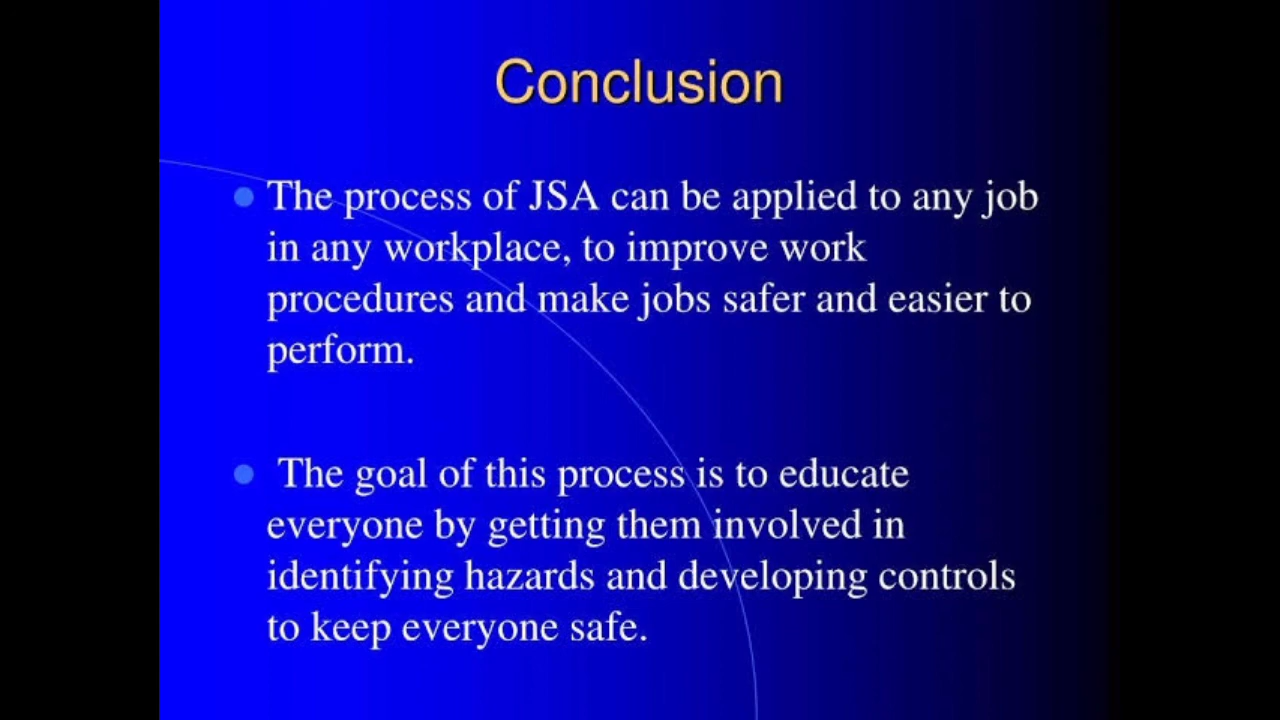 Conclusion
The process of JSA can be applied to any job
in any workplace, to improve work
procedures and make jobs safer and easier to
perform.
The goal of this process is to educate
everyone by getting them involved in
identifying hazards and developing controls
to keep everyone safe.